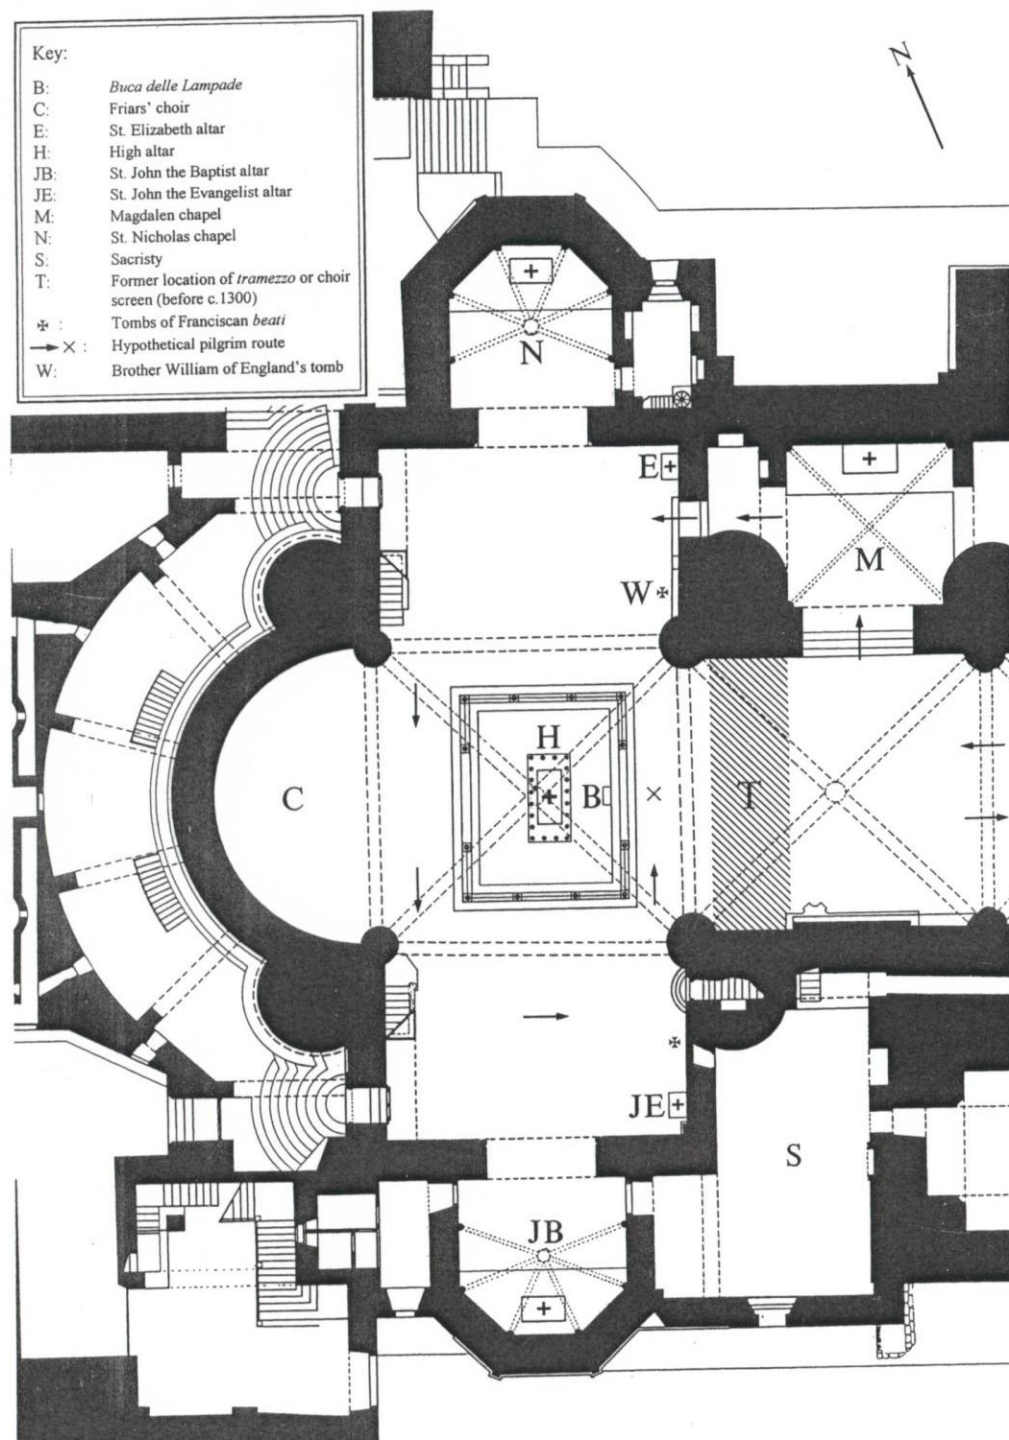 Key:
B: Buca delle Lampade
C: Friars' choir
E: St. Elizabeth altar
H: High altar
JB: St. John the Baptist altar
JE: St. John the Evangelist altar
M: Magdalen chapel
N: St. Nicholas chapel
S: Sacristy
T: Former location of tramezzo or choir
screen (before c.1300)
✠ : Tombs of Franciscan beati
→ × : Hypothetical pilgrim route
W: Brother William of England's tomb
N
N
E
M
W
H
C
B
T
JE
S
JB